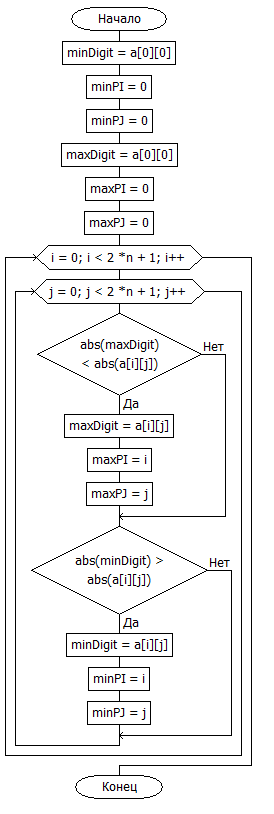 Начало
minDigit = a[0][0]
minPI = 0
minPJ = 0
maxDigit = a[0][0]
maxPI = 0
maxPJ = 0
i = 0; i < 2 *n + 1; i++
j = 0; j < 2 *n + 1; j++
abs(maxDigit)
< abs(a[i][j])
Нет
Да
maxDigit = a[i][j]
maxPI = i
maxPJ = j
abs(minDigit) >
abs(a[i][j])
Нет
Да
minDigit = a[i][j]
minPI = i
minPJ = j
Конец